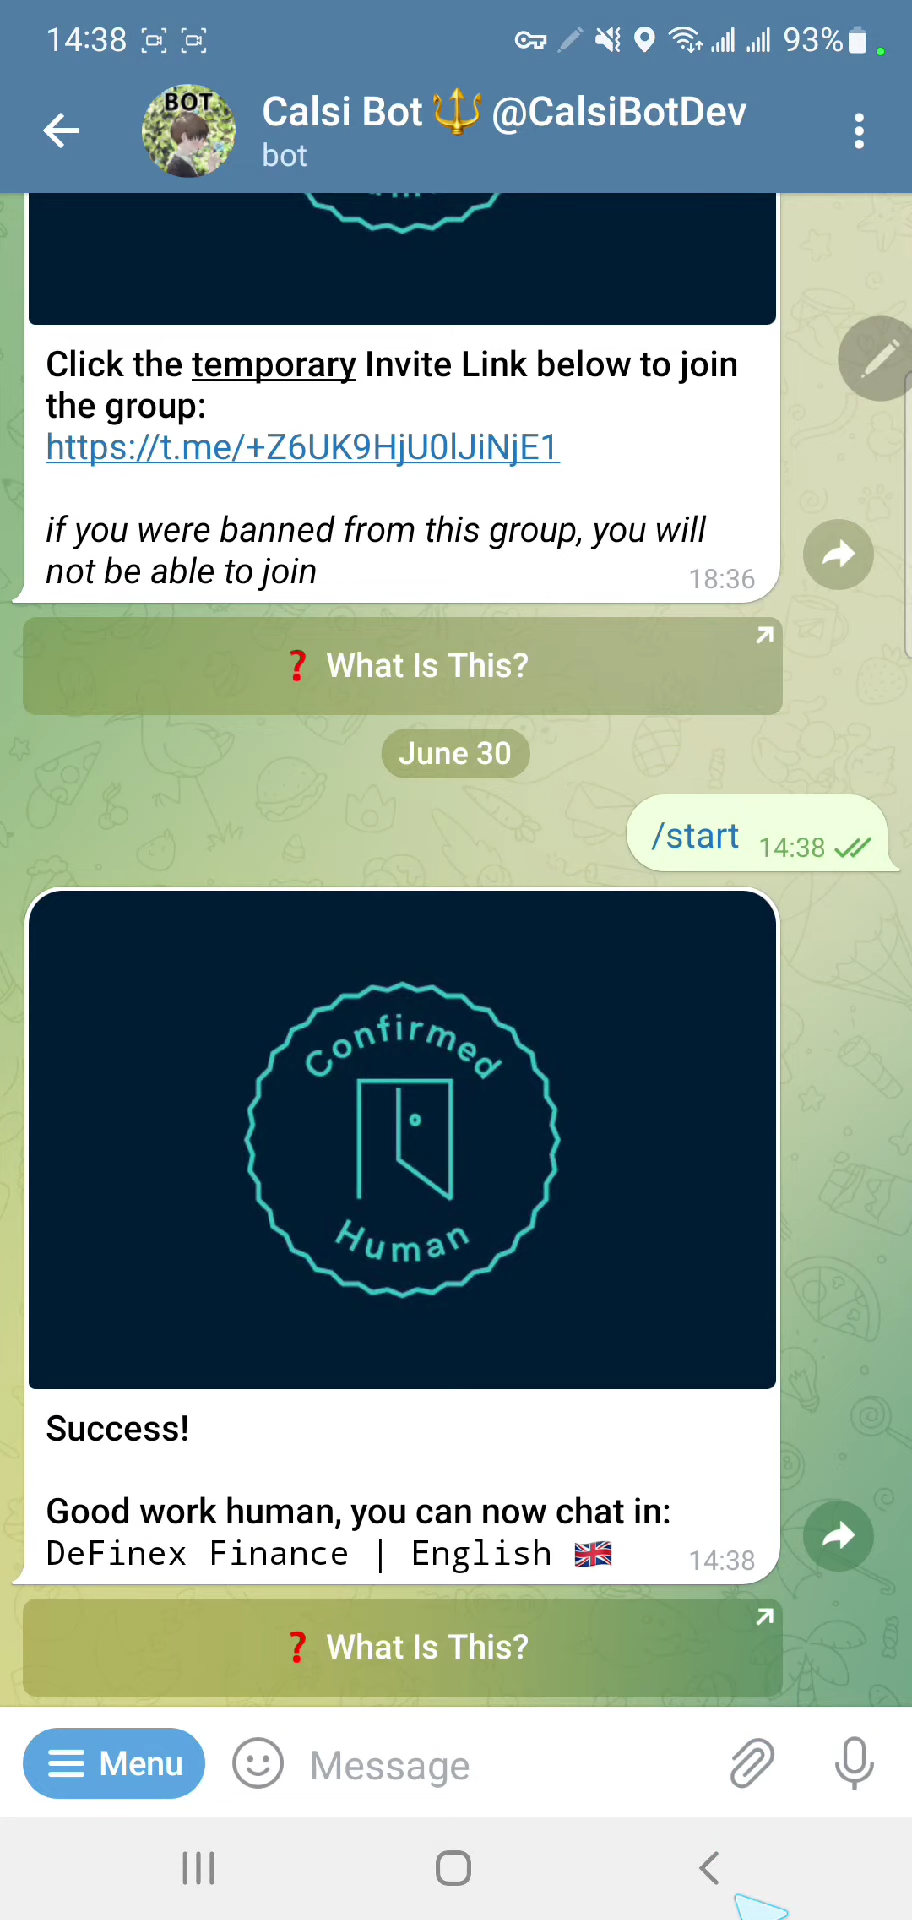 14:38
93%
BOT
Calsi Bot 🔱 @CalsiBotDev
bot
Click the temporary Invite Link below to join
the group:
https://t.me/+Z6UK9HjU0lJiNjE1
if you were banned from this group, you will
not be able to join
18:36
❓ What Is This?
June 30
/start
14:38
Confirmed
Human
Success!
Good work human, you can now chat in:
DeFinex Finance | English 🇬🇧
14:38
❓ What Is This?
Menu
Message